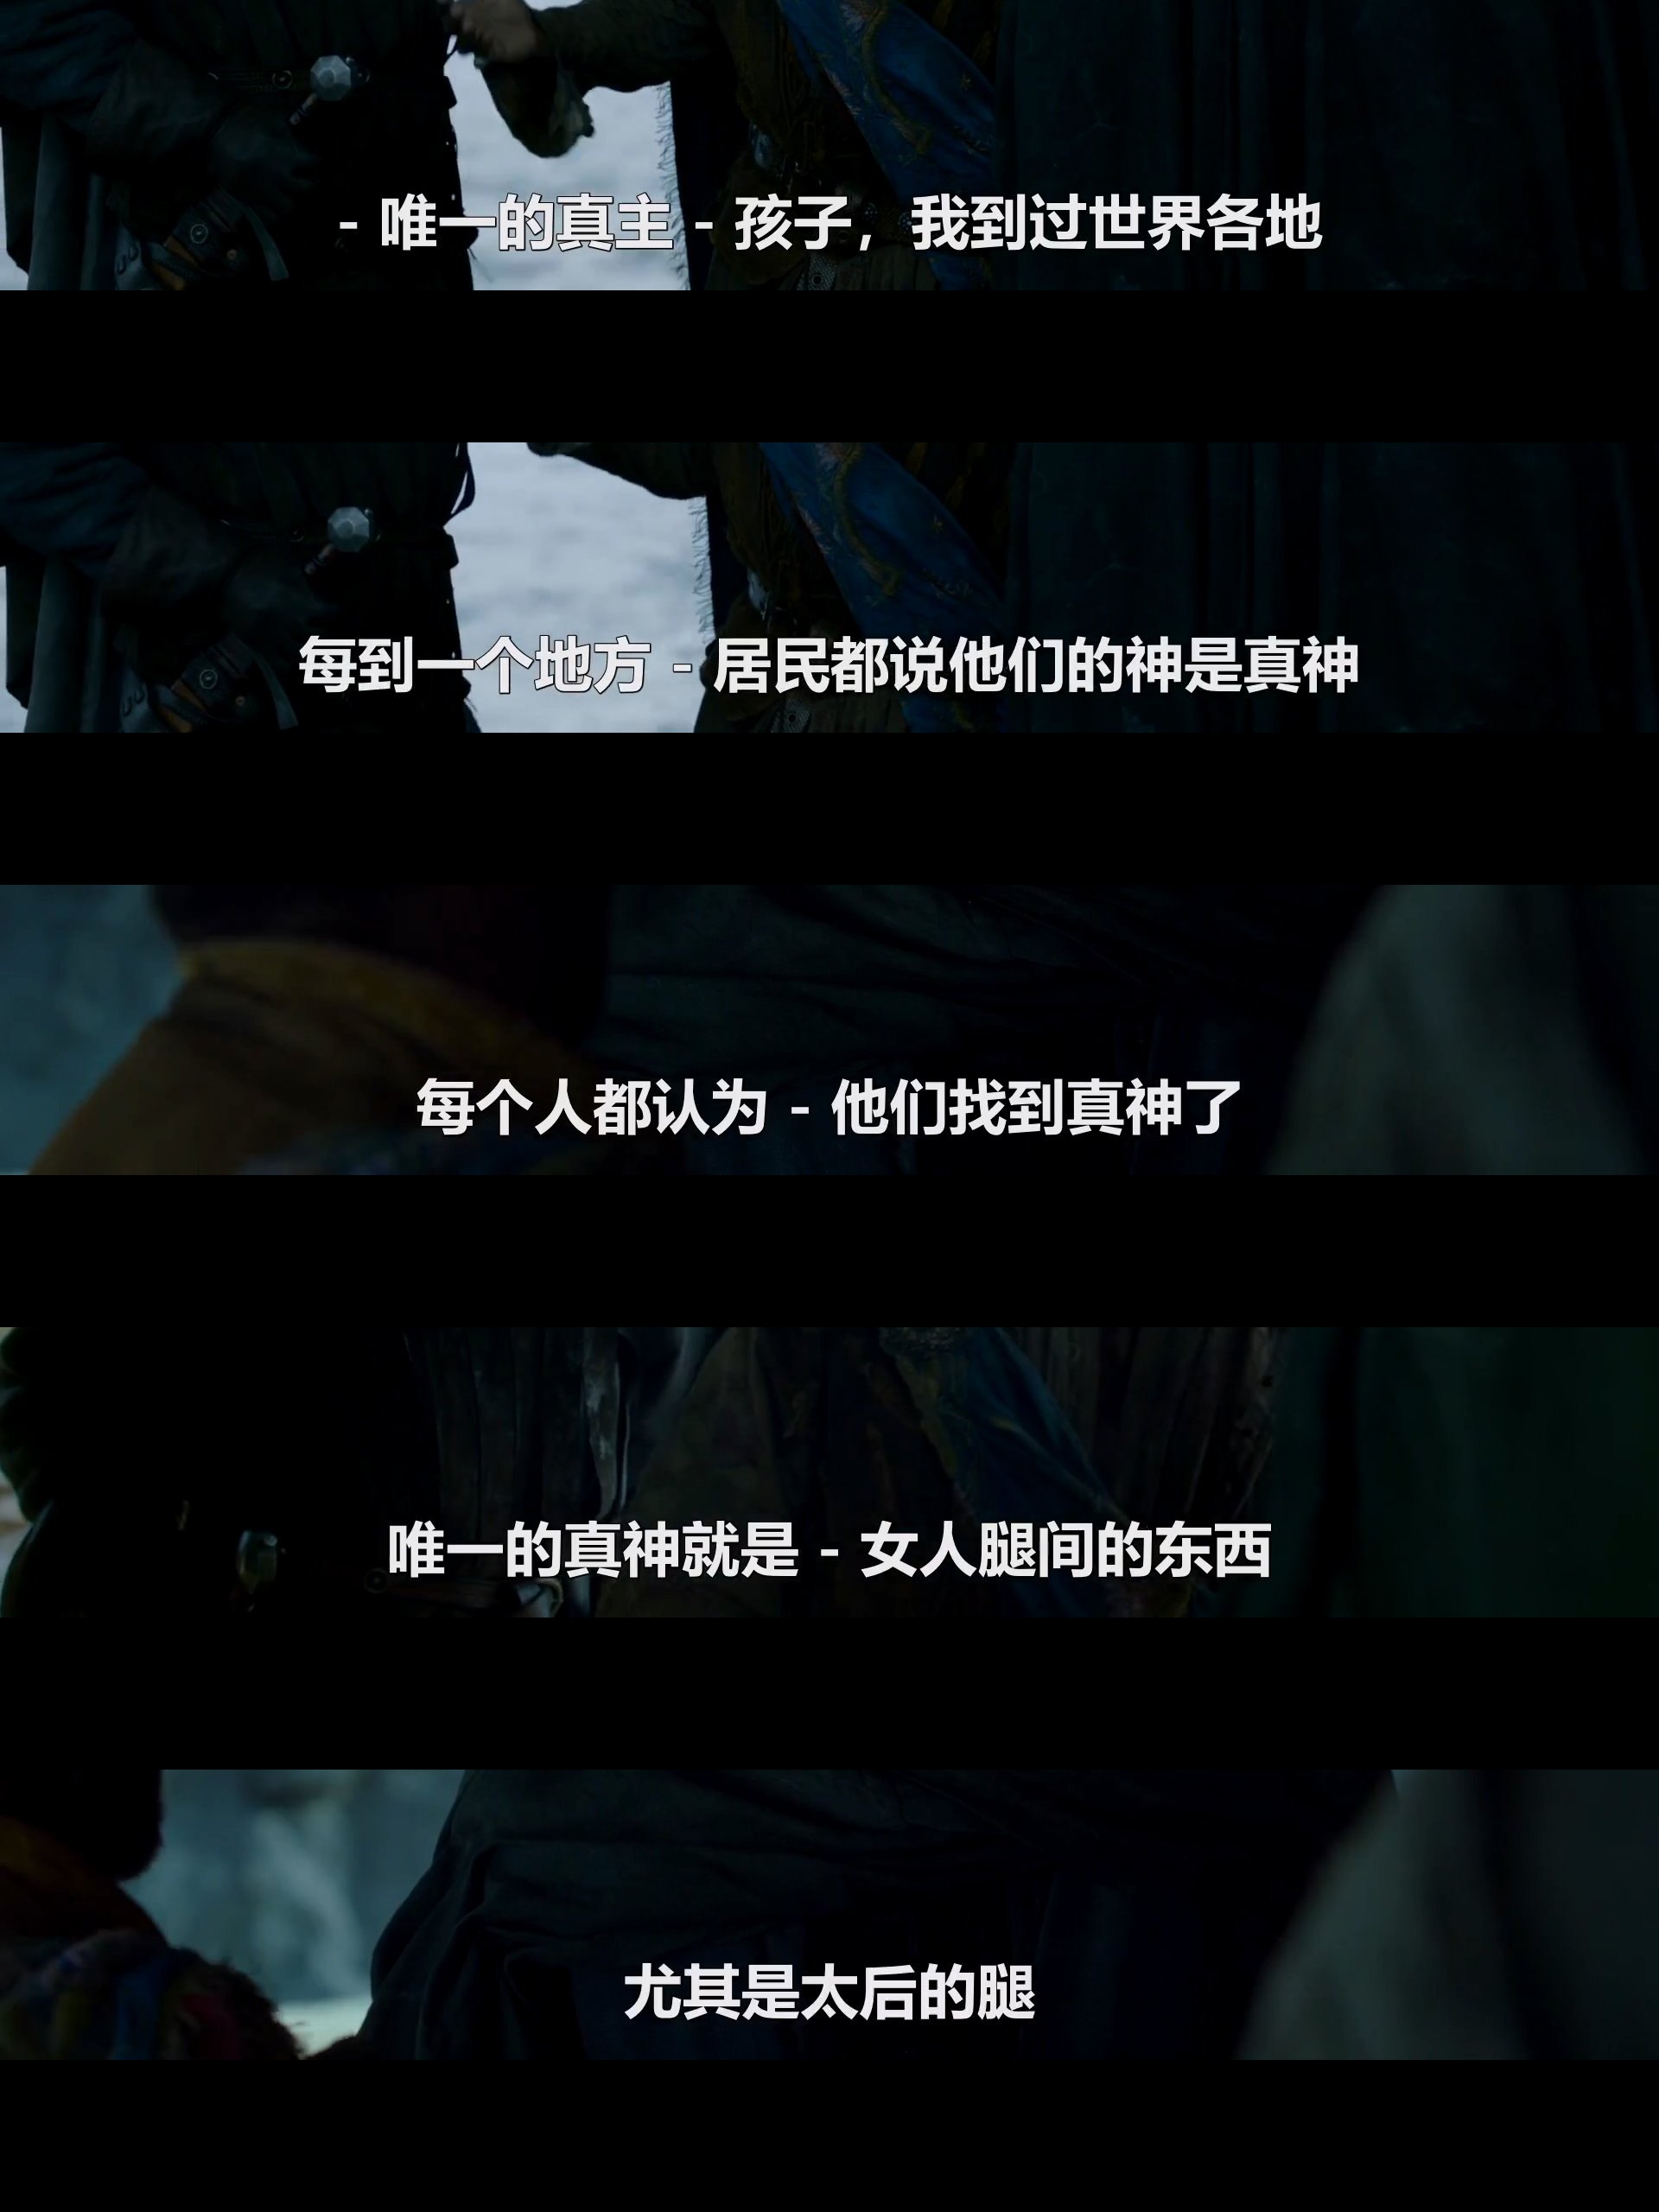 - 唯一的真主 - 孩子，我到过世界各地
每到一个地方 - 居民都说他们的神是真神
每个人都认为 - 他们找到真神了
唯一的真神就是 - 女人腿间的东西
尤其是太后的腿